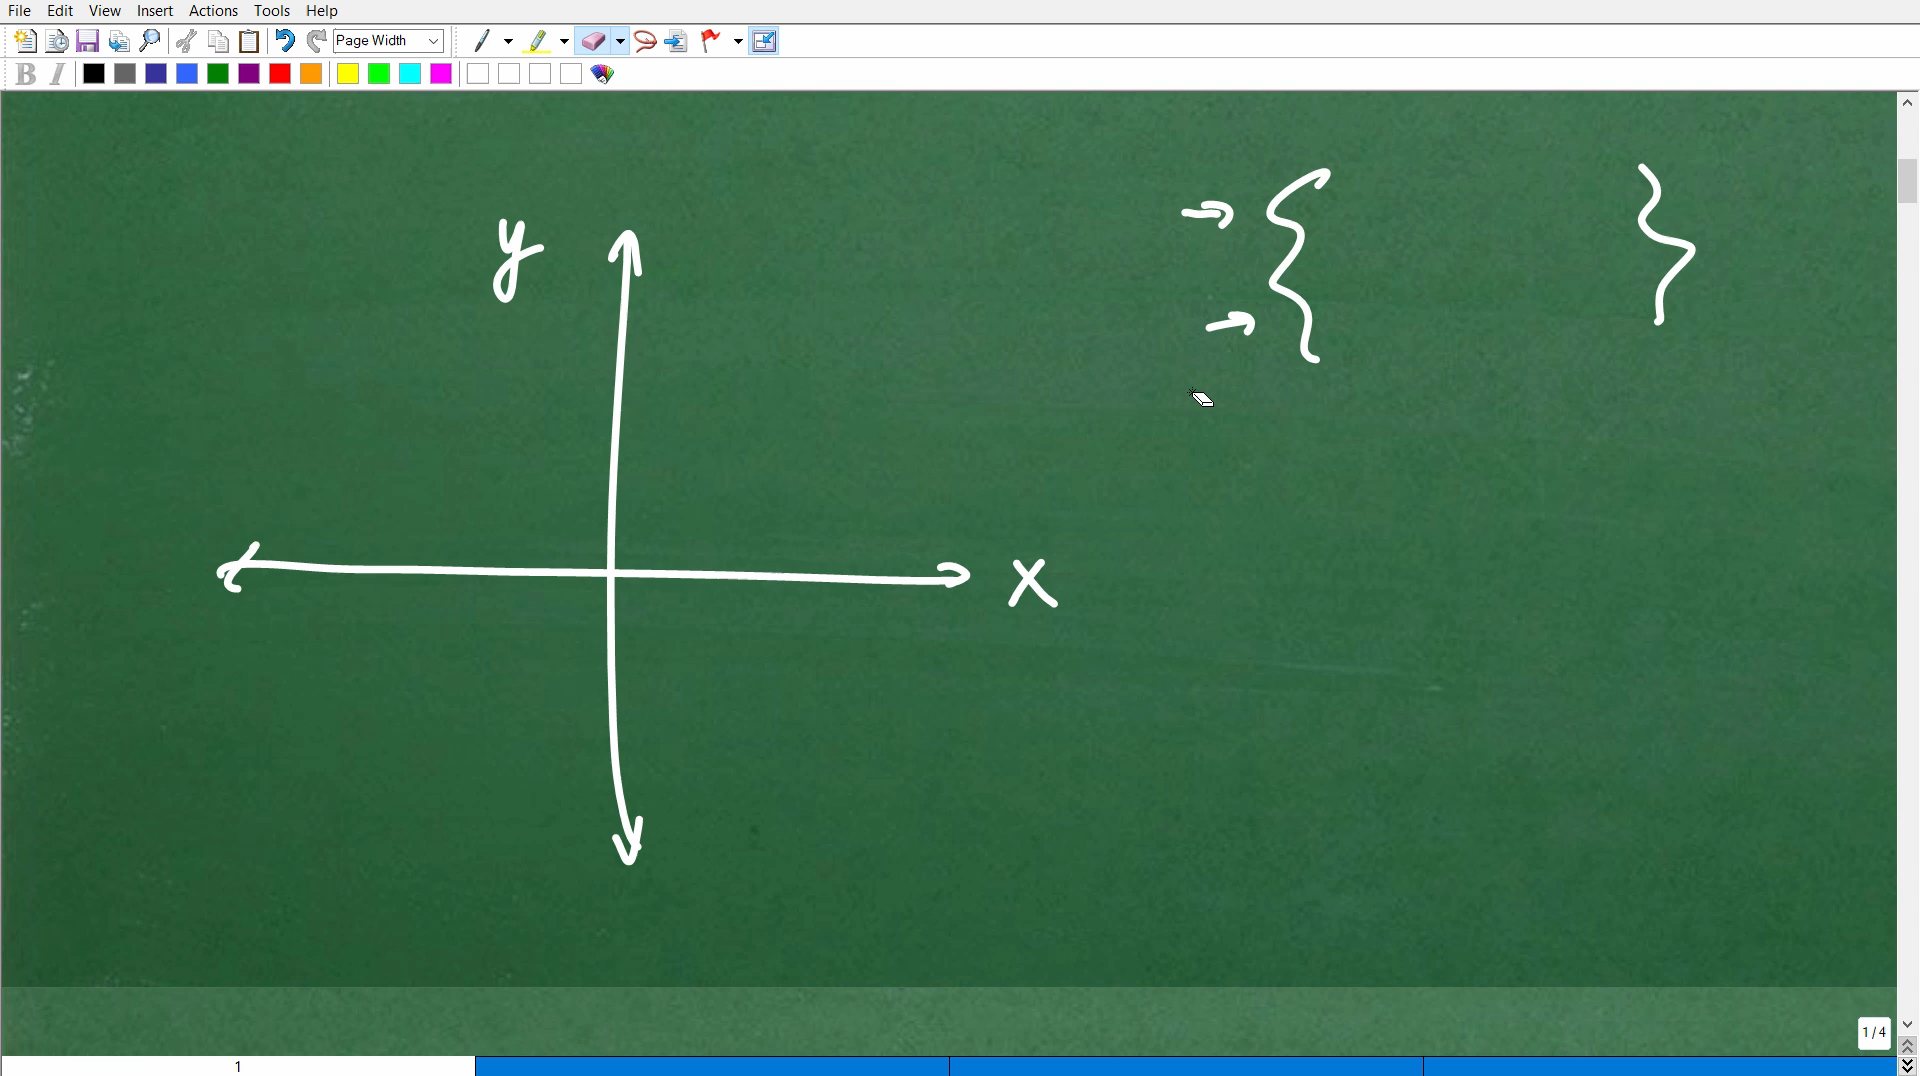 File Edit View Insert Actions Tools Help
Page Width
B I
y
→ { }
→
x
1 / 4
1